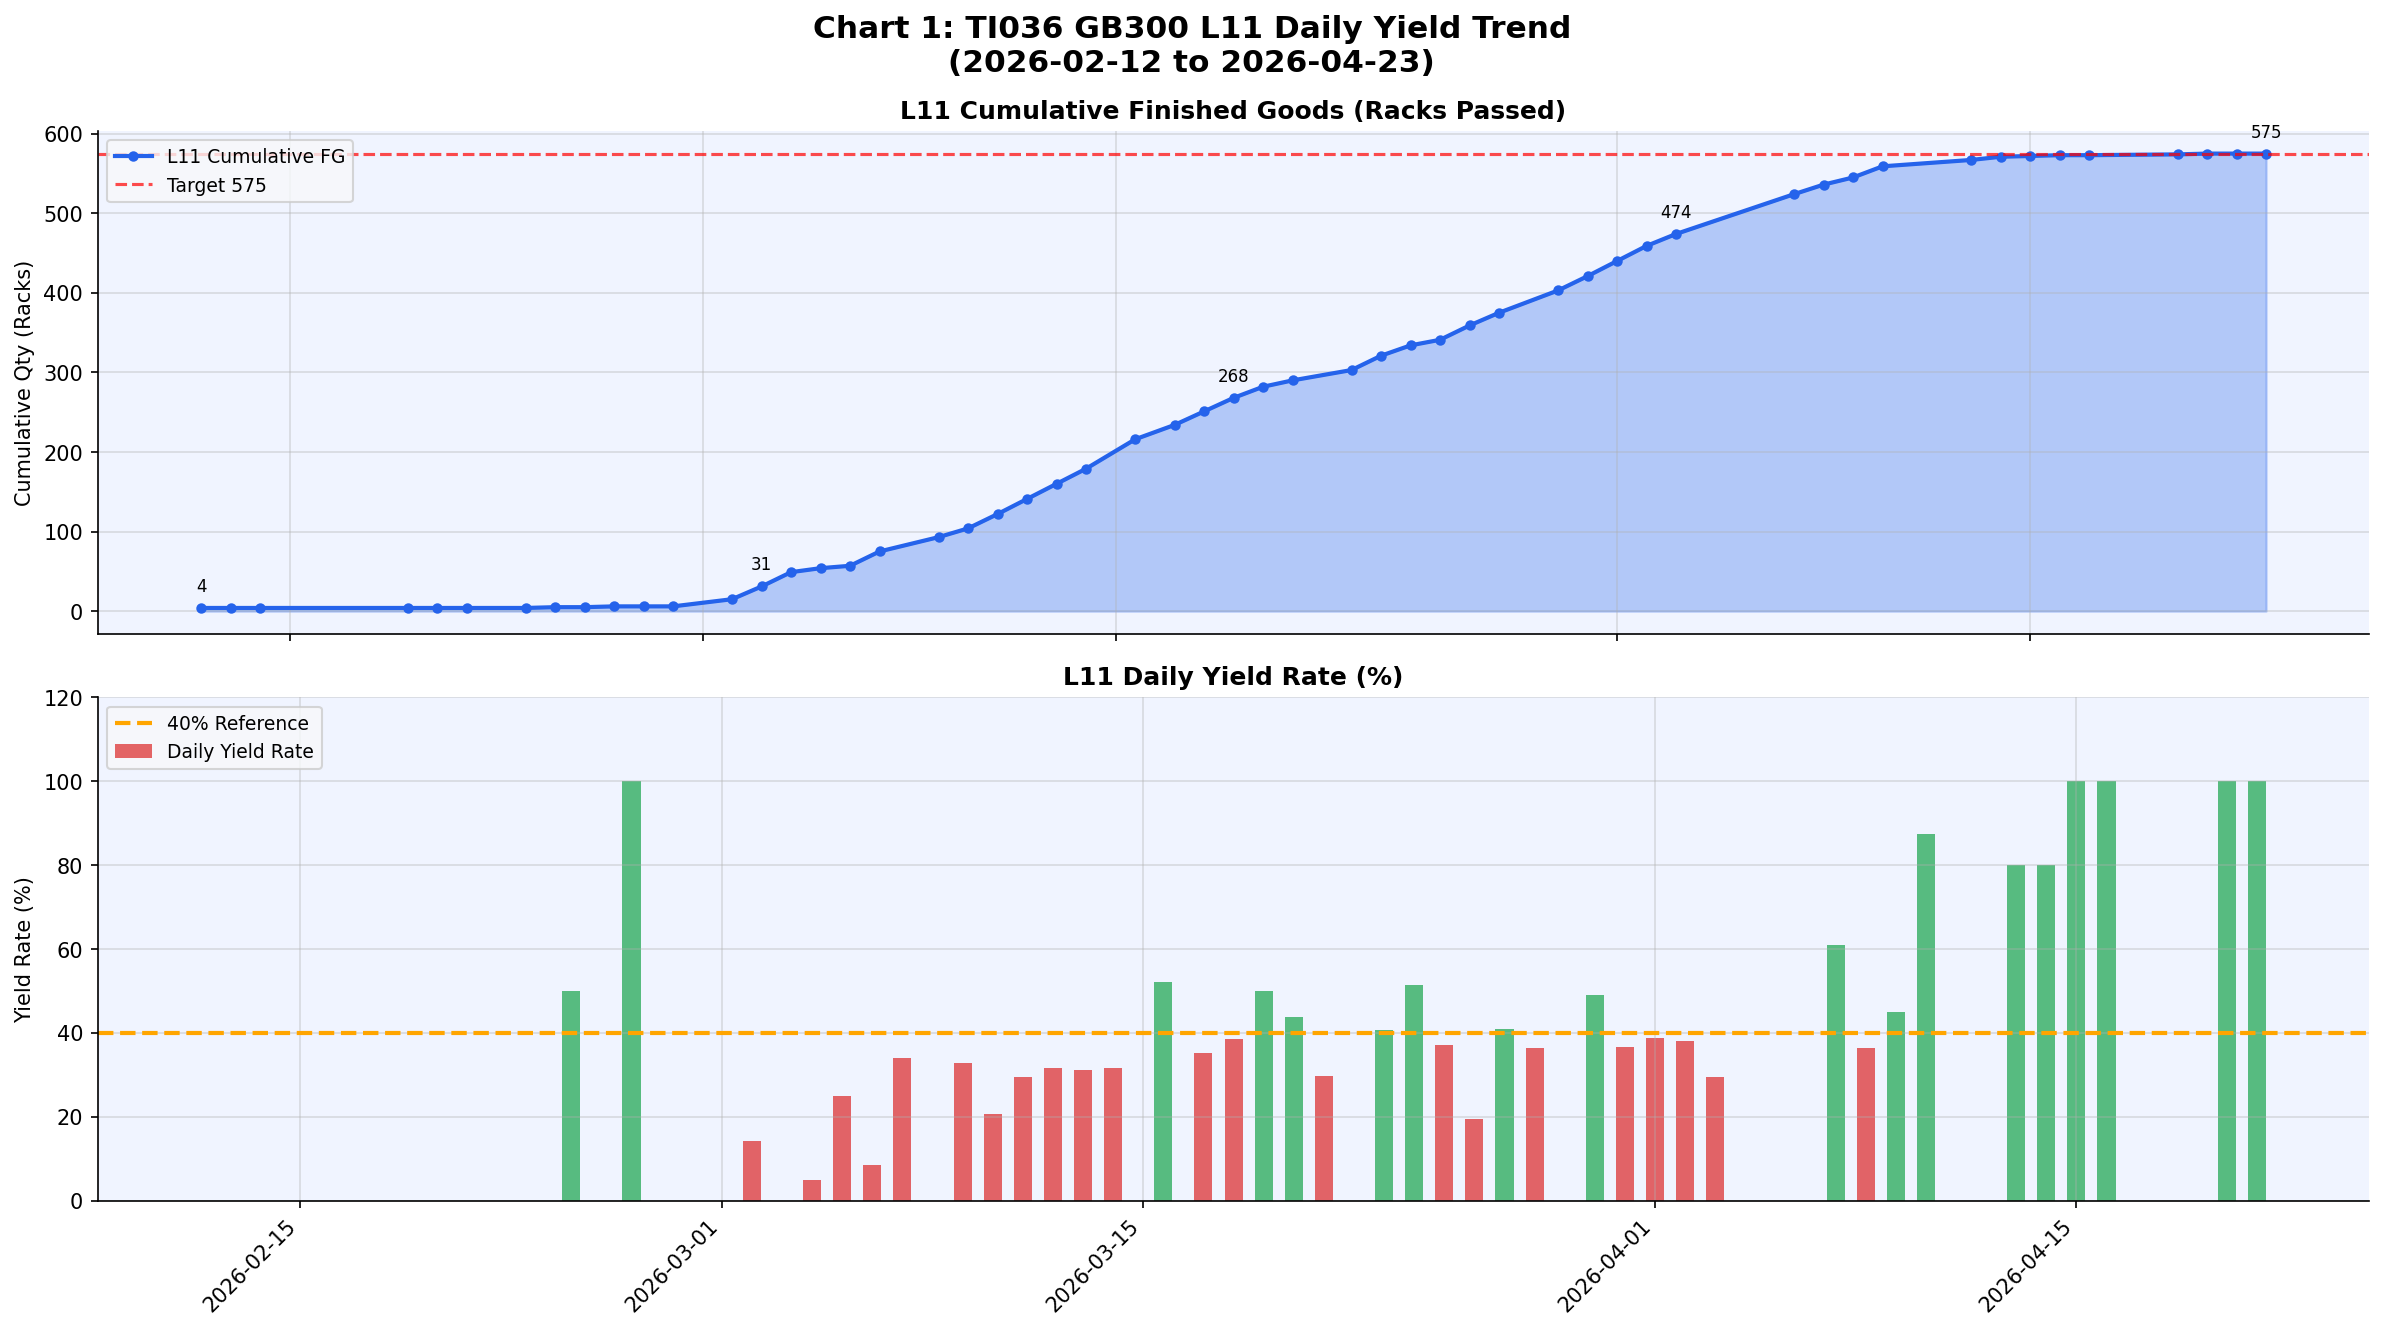 Chart 1: TI036 GB300 L11 Daily Yield Trend
(2026-02-12 to 2026-04-23)
L11 Cumulative Finished Goods (Racks Passed)
Cumulative Qty (Racks)
600
500
400
300
200
100
0
L11 Cumulative FG
Target 575
4
31
268
474
575
L11 Daily Yield Rate (%)
Yield Rate (%)
120
100
80
60
40
20
0
40% Reference
Daily Yield Rate
2026-02-15
2026-03-01
2026-03-15
2026-04-01
2026-04-15